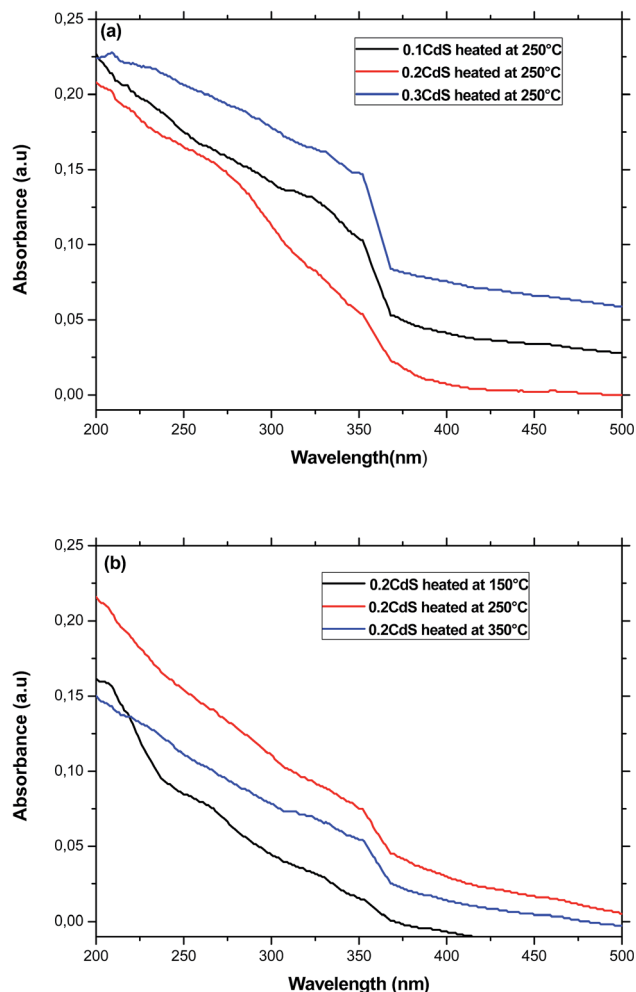 (a)
0.1CdS heated at 250°C
0.2CdS heated at 250°C
0.3CdS heated at 250°C
0,25
0,20
0,15
0,10
0,05
0,00
Absorbance (a.u)
200 250 300 350 400 450 500
Wavelength(nm)
(b)
0.2CdS heated at 150°C
0.2CdS heated at 250°C
0.2CdS heated at 350°C
0,25
0,20
0,15
0,10
0,05
0,00
Absorbance (a.u)
200 250 300 350 400 450 500
Wavelength (nm)